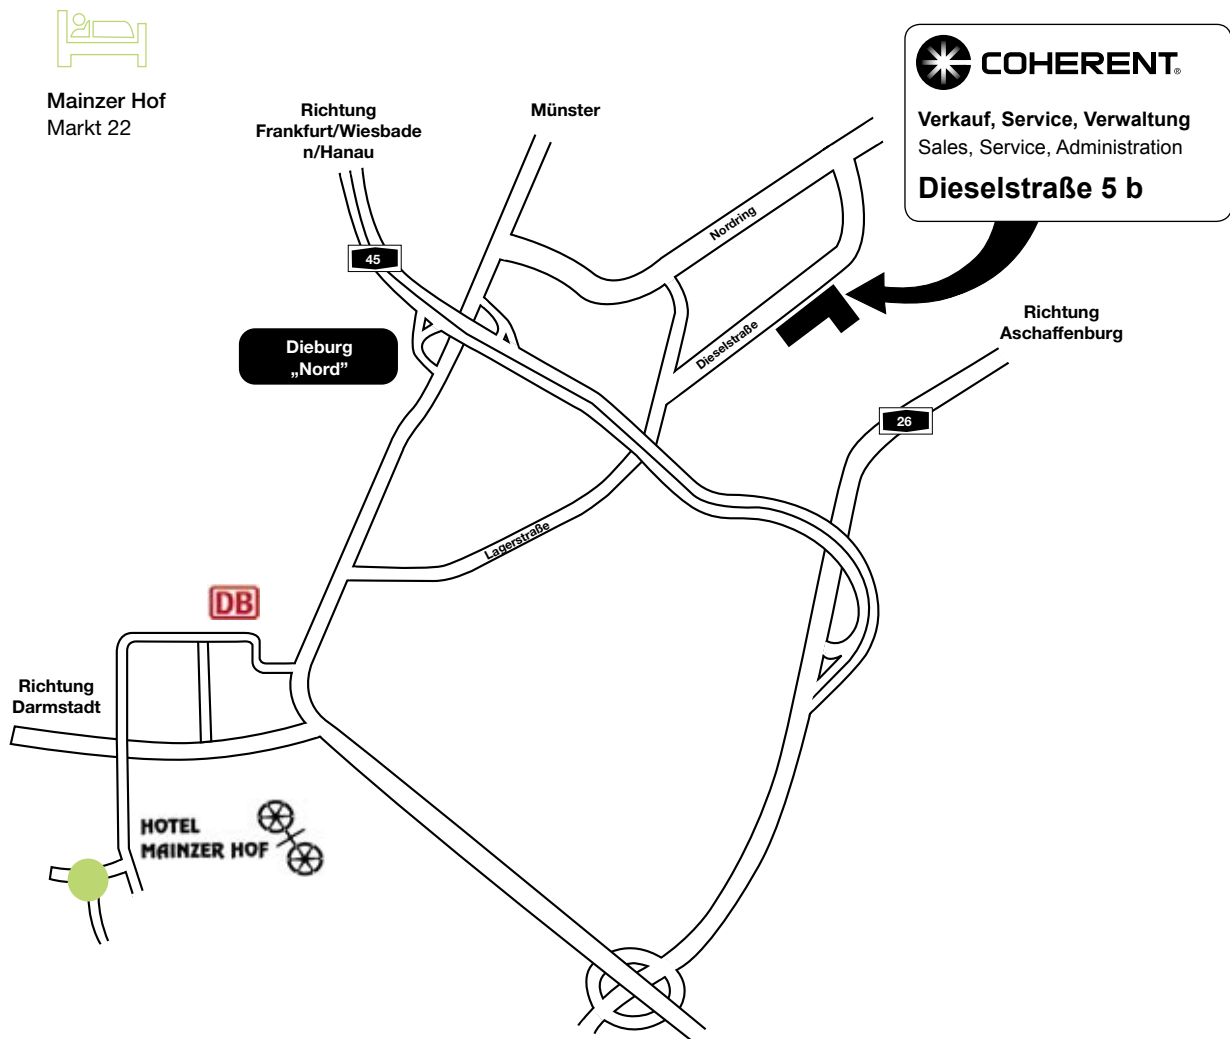 Mainzer Hof
Markt 22
Richtung
Frankfurt/Wiesbade
n/Hanau
Münster
COHERENT®
Verkauf, Service, Verwaltung
Sales, Service, Administration
Dieselstraße 5 b
Nordring
45
Richtung
Aschaffenburg
Dieburg
„Nord”
Dieselstraße
26
Lagerstraße
DB
Richtung
Darmstadt
HOTEL
MAINZER HOF